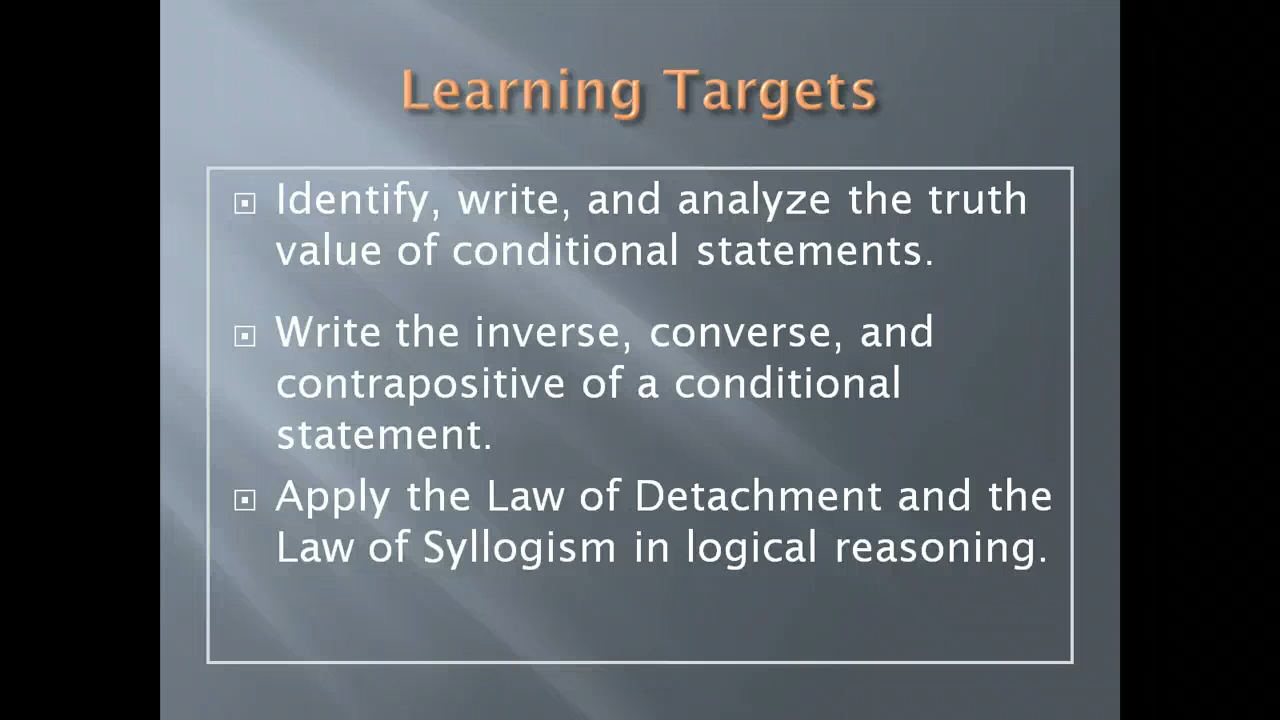 Learning Targets
Identify, write, and analyze the truth
value of conditional statements.
Write the inverse, converse, and
contrapositive of a conditional
statement.
Apply the Law of Detachment and the
Law of Syllogism in logical reasoning.